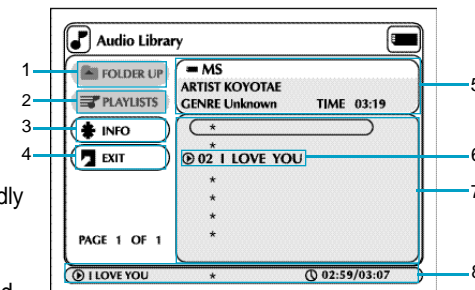 Audio Library
1 FOLDER UP
2 PLAYLISTS
3 INFO
4 EXIT
MS
ARTIST KOYOTAE
GENRE Unknown TIME 03:19
5
*
02 I LOVE YOU 6
*
7
*
*
*
PAGE 1 OF 1
I LOVE YOU * 02:59/03:07 8